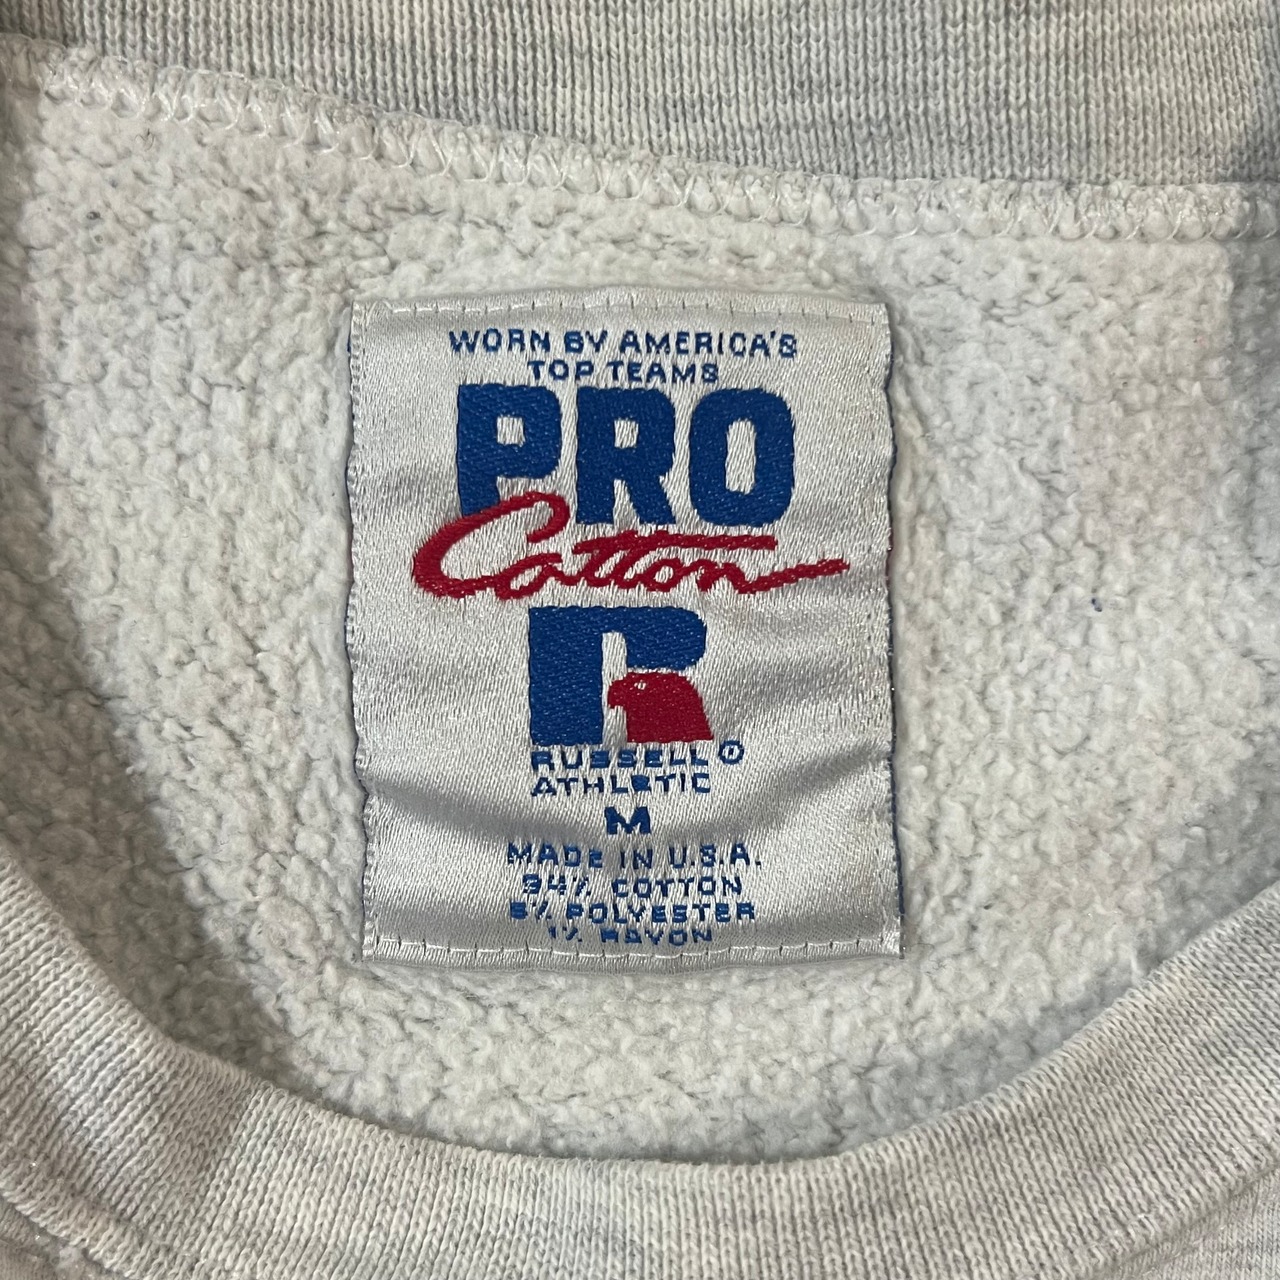 WORN BY AMERICA'S
TOP TEAMS
PRO
Cotton
R
RUSSELL ®
ATHLETIC
M
MADE IN U.S.A.
94% COTTON
5% POLYESTER
1% RAYON